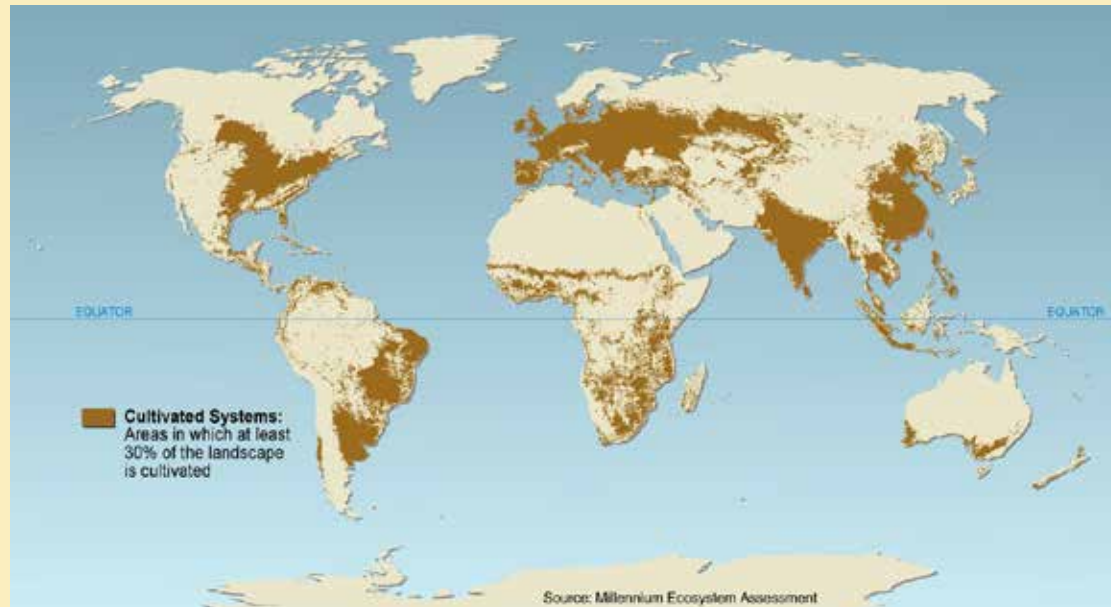 EQUATOR
EQUATOR
Cultivated Systems:
Areas in which at least
30% of the landscape
is cultivated
Source: Millennium Ecosystem Assessment